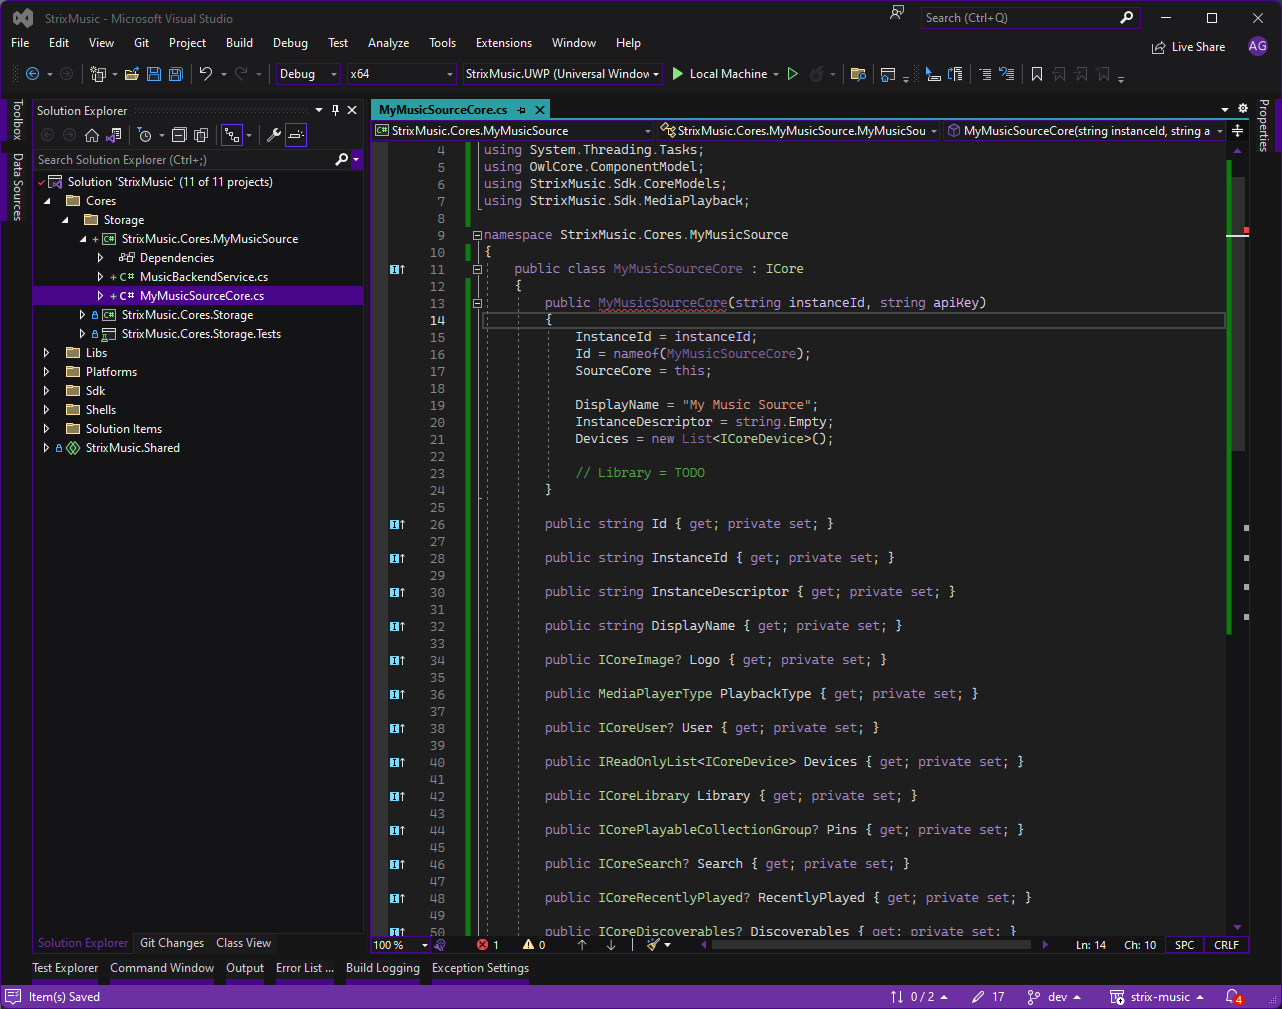 StrixMusic - Microsoft Visual Studio
Search (Ctrl+Q)
File Edit View Git Project Build Debug Test Analyze Tools Extensions Window Help
Live Share AG
Debug x64 StrixMusic.UWP (Universal Window Local Machine
Toolbox
Data Sources
Solution Explorer
Search Solution Explorer (Ctrl+;)
Solution 'StrixMusic' (11 of 11 projects)
Cores
Storage
+ C# StrixMusic.Cores.MyMusicSource
Dependencies
+ C# MusicBackendService.cs
+ C# MyMusicSourceCore.cs
C# StrixMusic.Cores.Storage
StrixMusic.Cores.Storage.Tests
Libs
Platforms
Sdk
Shells
Solution Items
StrixMusic.Shared
Solution Explorer Git Changes Class View
MyMusicSourceCore.cs
Properties
C# StrixMusic.Cores.MyMusicSource StrixMusic.Cores.MyMusicSource.MyMusicSou MyMusicSourceCore(string instanceId, string a
4 using System.Threading.Tasks;
5 using OwlCore.ComponentModel;
6 using StrixMusic.Sdk.CoreModels;
7 using StrixMusic.Sdk.MediaPlayback;
8
9 namespace StrixMusic.Cores.MyMusicSource
10 {
11 public class MyMusicSourceCore : ICore
12 {
13 public MyMusicSourceCore(string instanceId, string apiKey)
14 {
15 InstanceId = instanceId;
16 Id = nameof(MyMusicSourceCore);
17 SourceCore = this;
18
19 DisplayName = "My Music Source";
20 InstanceDescriptor = string.Empty;
21 Devices = new List<ICoreDevice>();
22
23 // Library = TODO
24 }
25
26 public string Id { get; private set; }
27
28 public string InstanceId { get; private set; }
29
30 public string InstanceDescriptor { get; private set; }
31
32 public string DisplayName { get; private set; }
33
34 public ICoreImage? Logo { get; private set; }
35
36 public MediaPlayerType PlaybackType { get; private set; }
37
38 public ICoreUser? User { get; private set; }
39
40 public IReadOnlyList<ICoreDevice> Devices { get; private set; }
41
42 public ICoreLibrary Library { get; private set; }
43
44 public ICorePlayableCollectionGroup? Pins { get; private set; }
45
46 public ICoreSearch? Search { get; private set; }
47
48 public ICoreRecentlyPlayed? RecentlyPlayed { get; private set; }
49
50 public ICoreDiscoverables? Discoverables { get; private set; }
100 % 1 0 Ln: 14 Ch: 10 SPC CRLF
Test Explorer Command Window Output Error List ... Build Logging Exception Settings
Item(s) Saved 0 / 2 17 dev strix-music 4